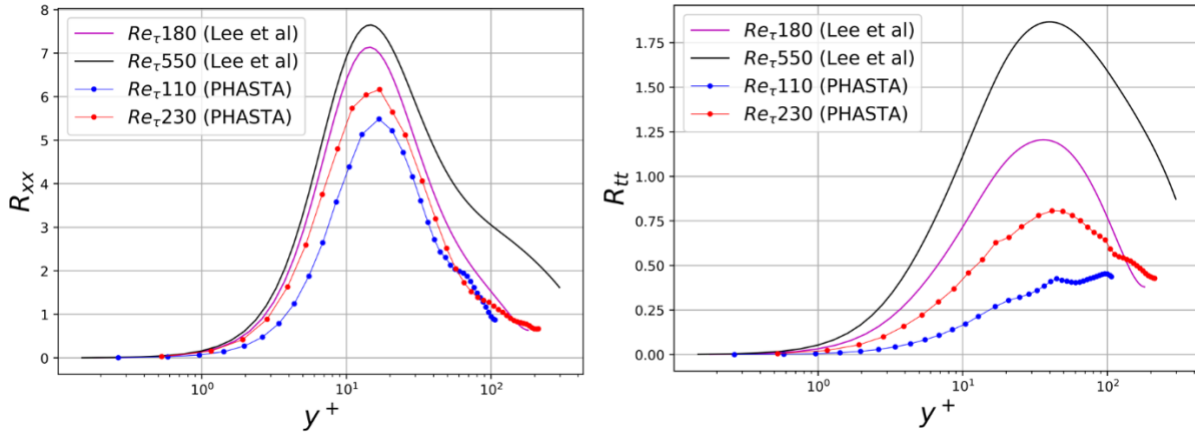 8
7
6
5
4
3
2
1
0
R_xx
Re_τ180 (Lee et al)
Re_τ550 (Lee et al)
Re_τ110 (PHASTA)
Re_τ230 (PHASTA)
10^0
10^1
10^2
y^+
1.75
1.50
1.25
1.00
0.75
0.50
0.25
0.00
R_tt
Re_τ180 (Lee et al)
Re_τ550 (Lee et al)
Re_τ110 (PHASTA)
Re_τ230 (PHASTA)
10^0
10^1
10^2
y^+